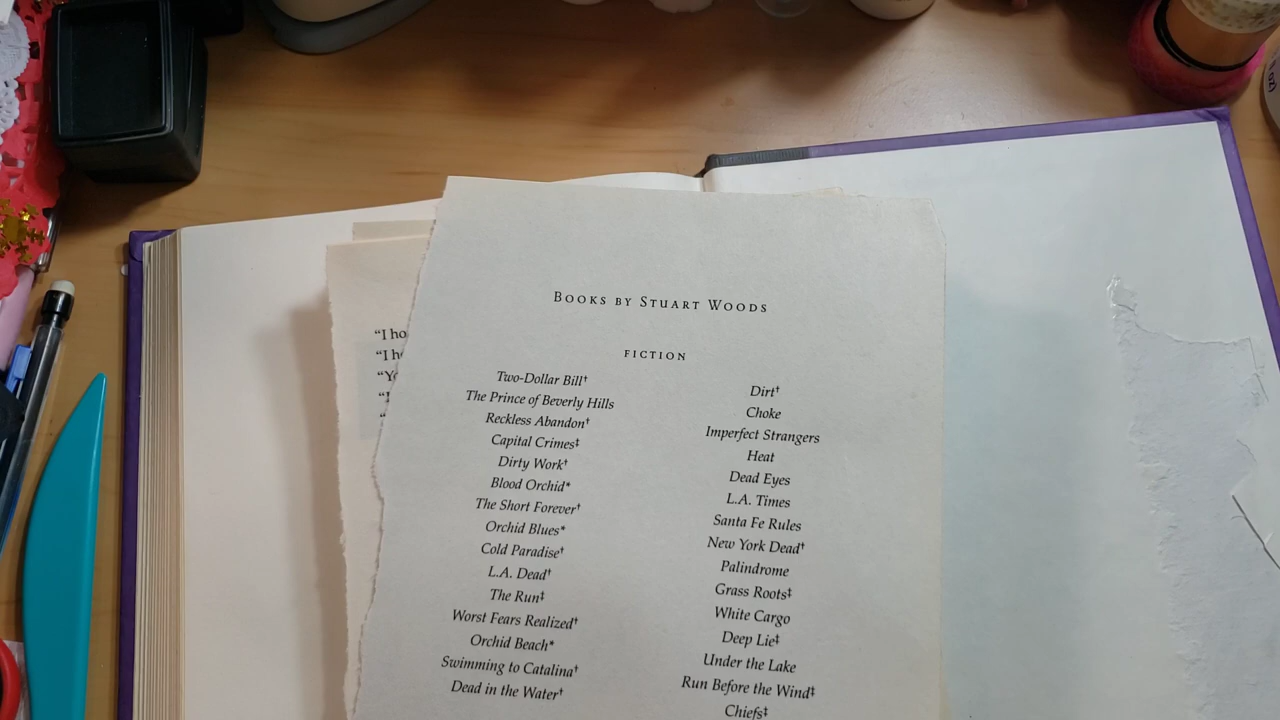 BOOKS BY STUART WOODS
FICTION
Two-Dollar Bill†
The Prince of Beverly Hills
Reckless Abandon†
Capital Crimes‡
Dirty Work†
Blood Orchid*
The Short Forever†
Orchid Blues*
Cold Paradise†
L.A. Dead†
The Run‡
Worst Fears Realized†
Orchid Beach*
Swimming to Catalina†
Dead in the Water†
Dirt†
Choke
Imperfect Strangers
Heat
Dead Eyes
L.A. Times
Santa Fe Rules
New York Dead†
Palindrome
Grass Roots‡
White Cargo
Deep Lie‡
Under the Lake
Run Before the Wind‡
Chiefs‡
“I ho
“I h
“Yo